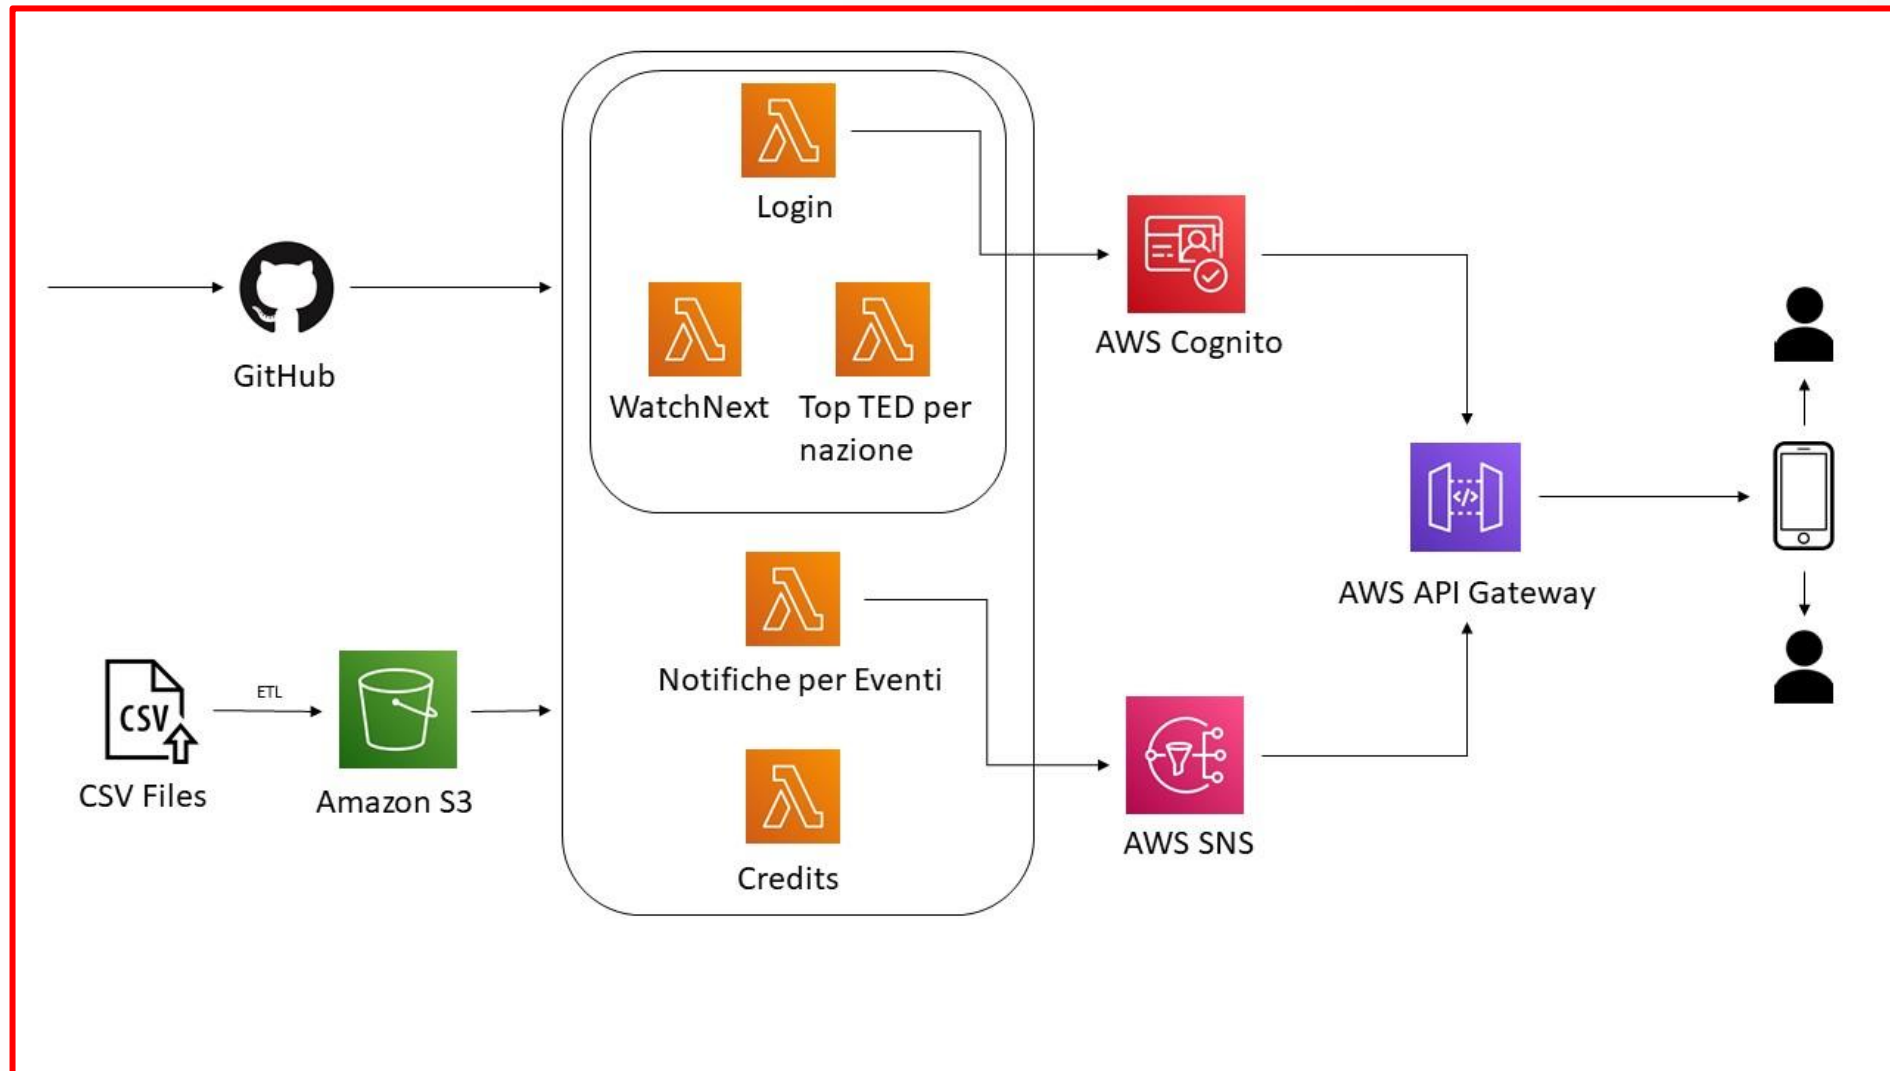 Login
WatchNext
Top TED per
nazione
GitHub
AWS Cognito
AWS API Gateway
Notifiche per Eventi
ETL
CSV
CSV Files
Amazon S3
AWS SNS
Credits
</>